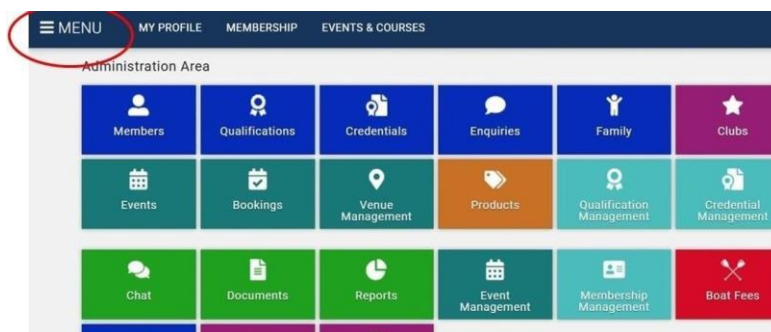 MENU MY PROFILE MEMBERSHIP EVENTS & COURSES
Administration Area
Members Qualifications Credentials Enquiries Family Clubs
Events Bookings Venue Management Products Qualification Management Credential Management
Chat Documents Reports Event Management Membership Management Boat Fees